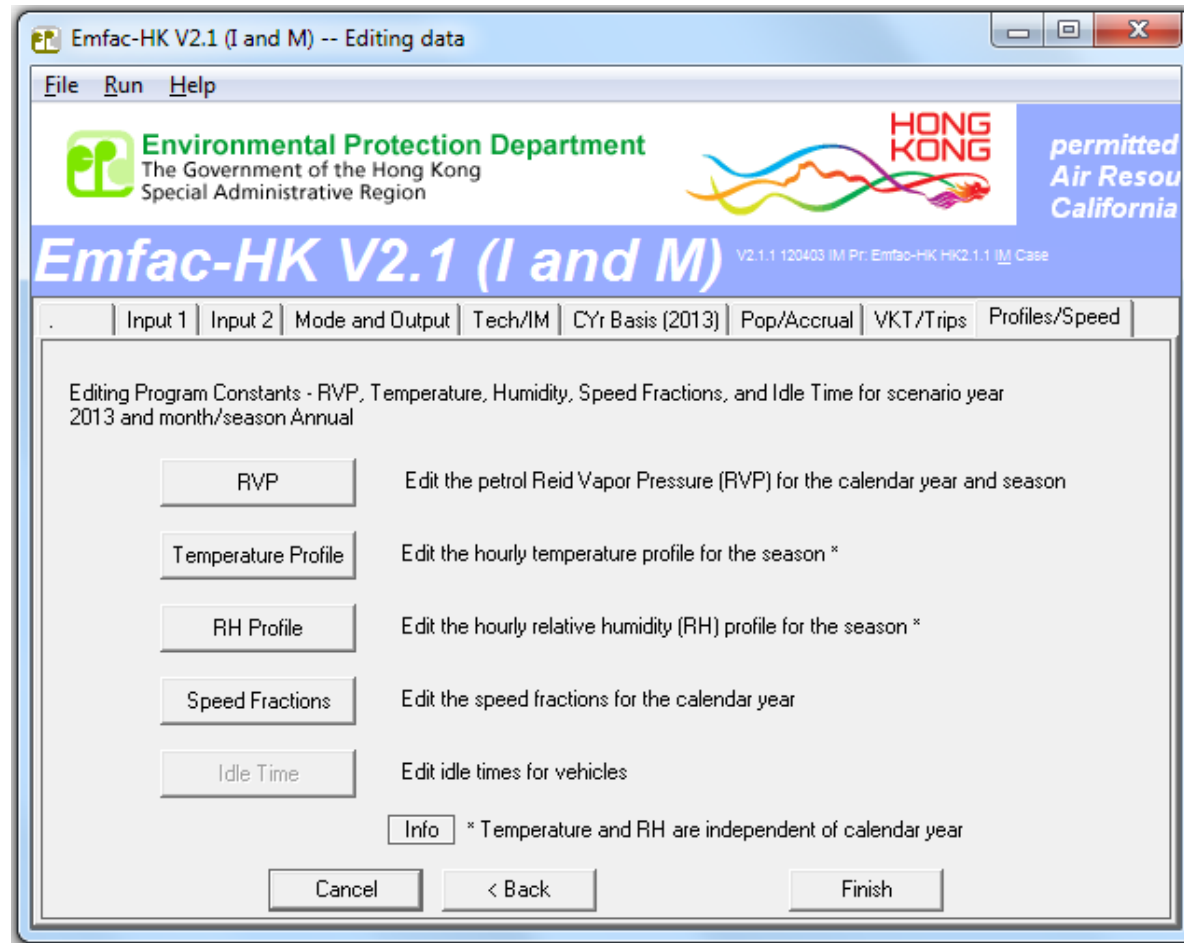 Emfac-HK V2.1 (I and M) -- Editing data
File Run Help
Environmental Protection Department
The Government of the Hong Kong
Special Administrative Region
HONG
KONG
permitted
Air Resou
California
Emfac-HK V2.1 (I and M)
V2.1.1 120403 IM Pr: Emfac-HK HK2.1.1 IM Case
. Input 1 Input 2 Mode and Output Tech/IM CYr Basis (2013) Pop/Accrual VKT/Trips Profiles/Speed
Editing Program Constants - RVP, Temperature, Humidity, Speed Fractions, and Idle Time for scenario year
2013 and month/season Annual
RVP Edit the petrol Reid Vapor Pressure (RVP) for the calendar year and season
Temperature Profile Edit the hourly temperature profile for the season *
RH Profile Edit the hourly relative humidity (RH) profile for the season *
Speed Fractions Edit the speed fractions for the calendar year
Idle Time Edit idle times for vehicles
Info * Temperature and RH are independent of calendar year
Cancel < Back Finish